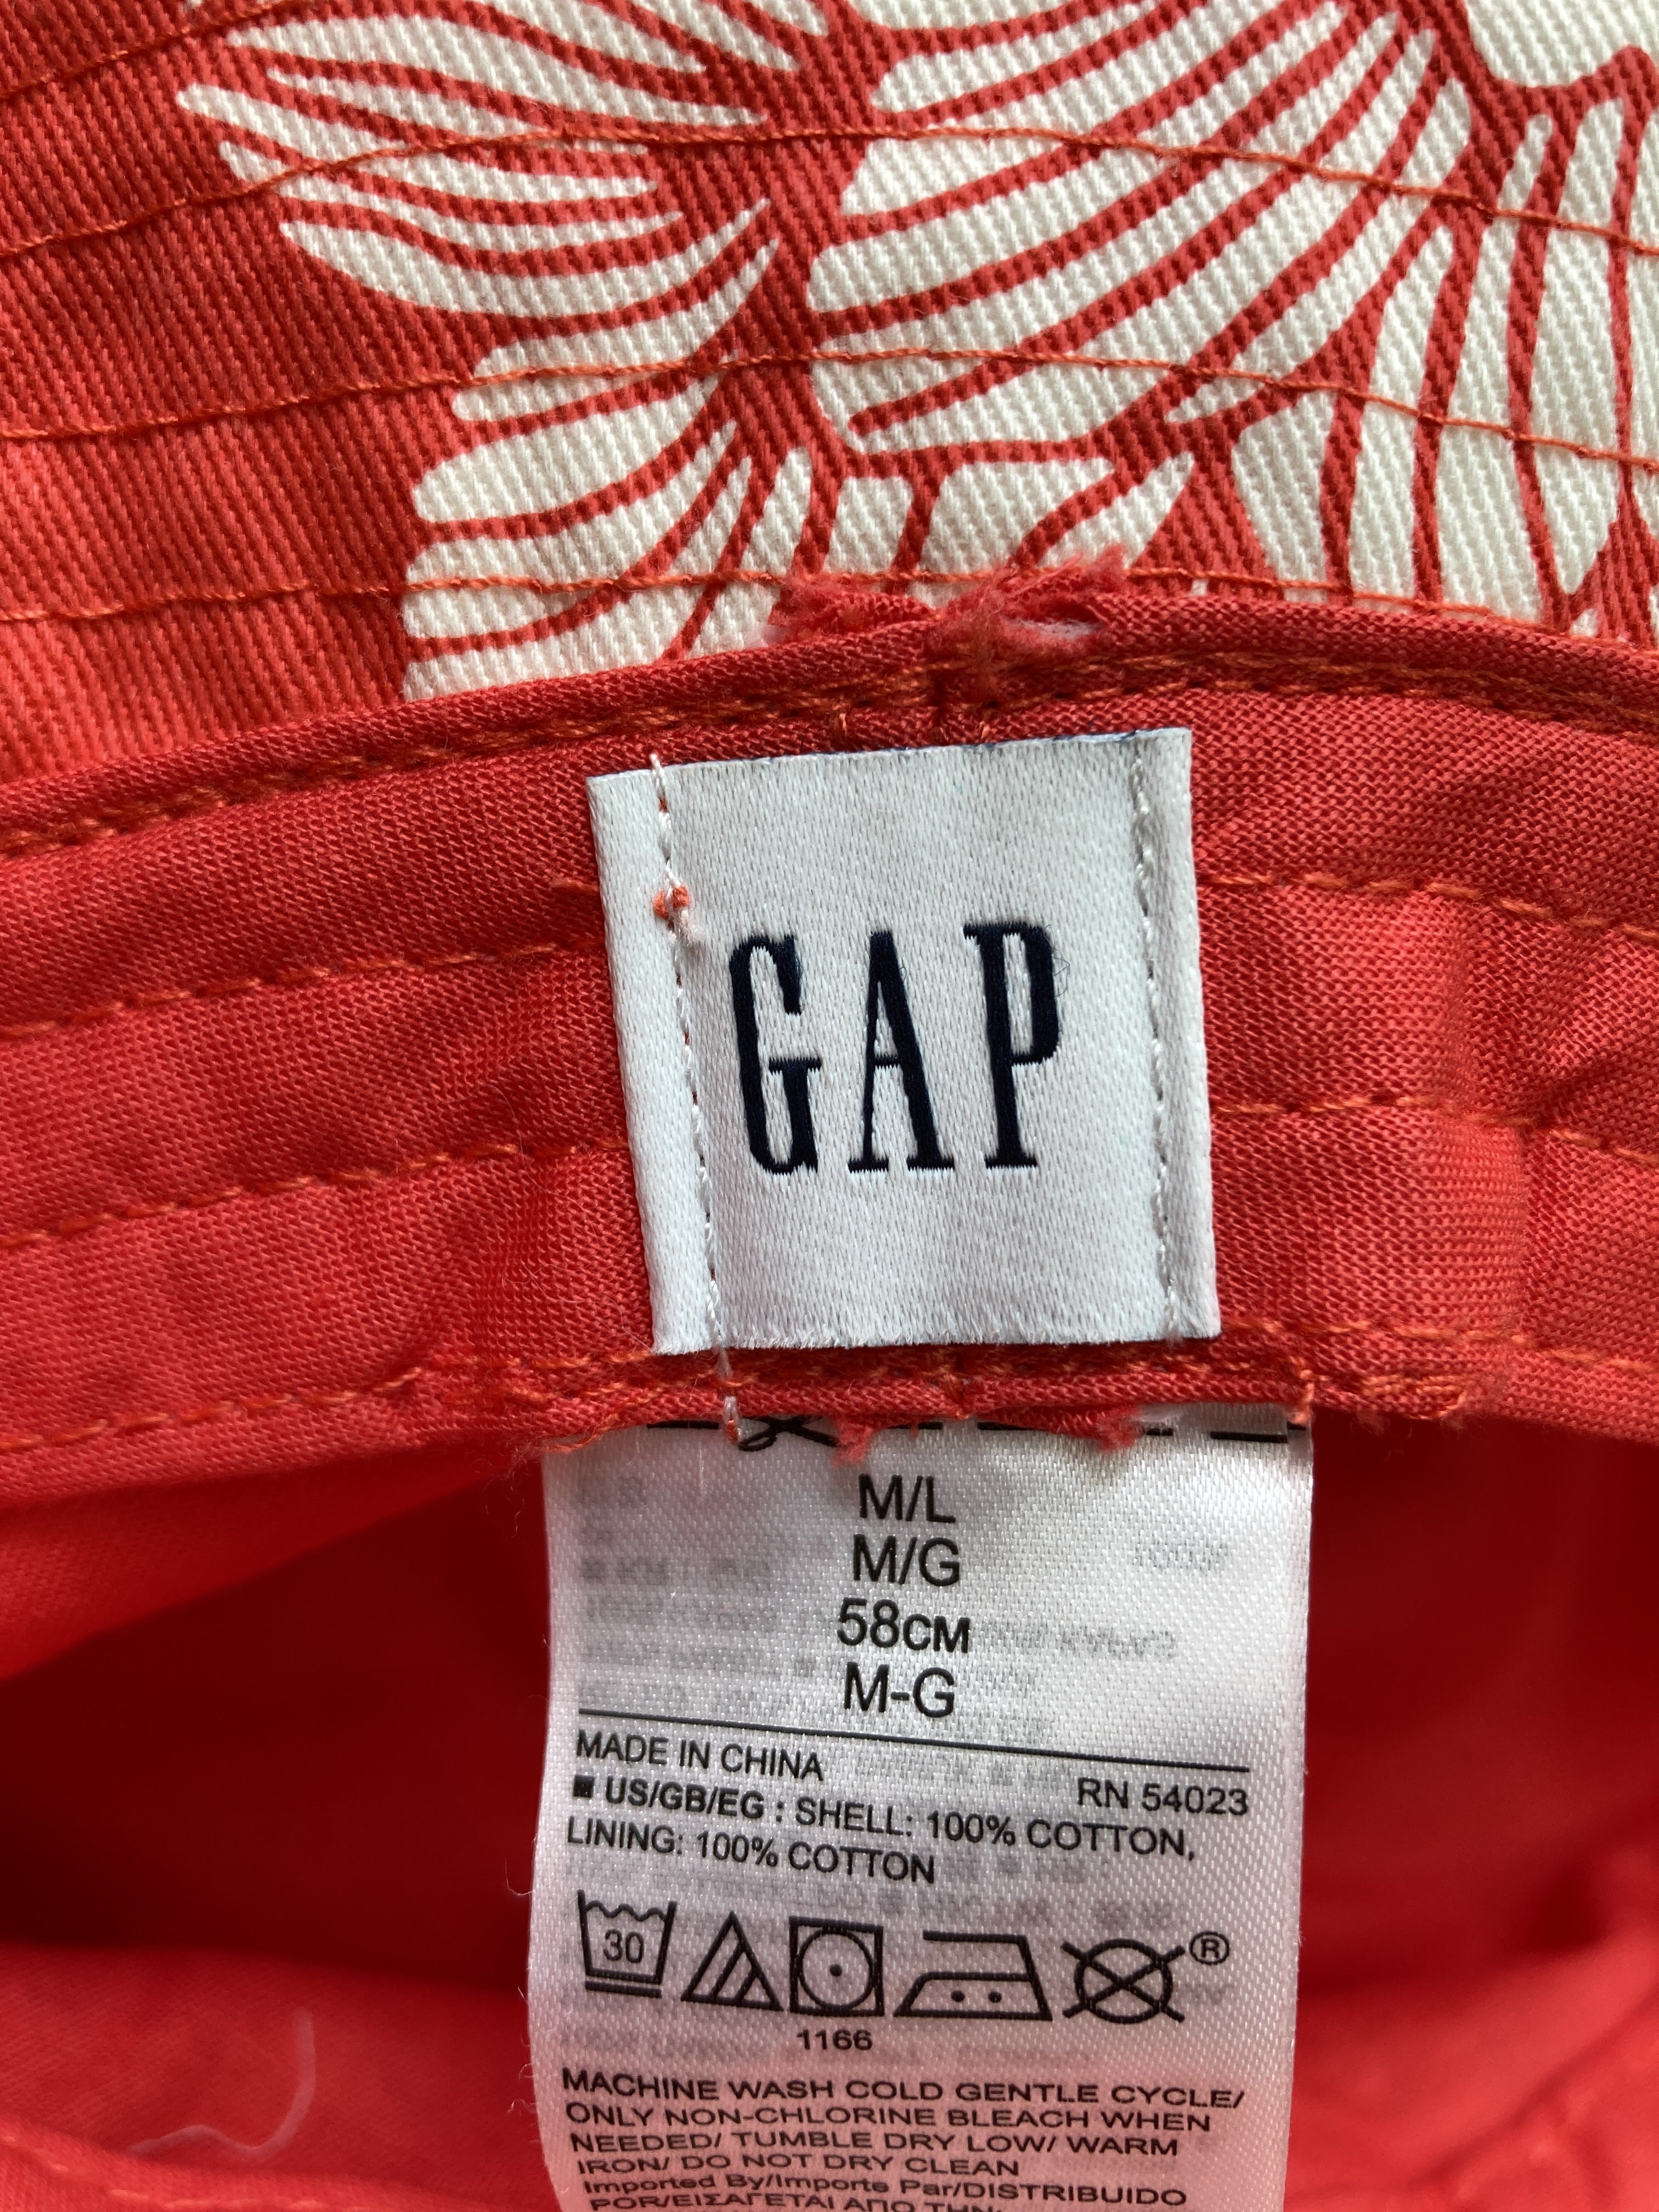 GAP
M/L
M/G
58CM
M-G
MADE IN CHINA
RN 54023
■ US/GB/EG : SHELL: 100% COTTON,
LINING: 100% COTTON
30
®
1166
MACHINE WASH COLD GENTLE CYCLE/
ONLY NON-CHLORINE BLEACH WHEN
NEEDED/ TUMBLE DRY LOW/ WARM
IRON/ DO NOT DRY CLEAN
Imported By/Importe Par/DISTRIBUIDO
POR/ΕΙΣΑΓΕΤΑΙ ΑΠΟ ΤΗΝ: